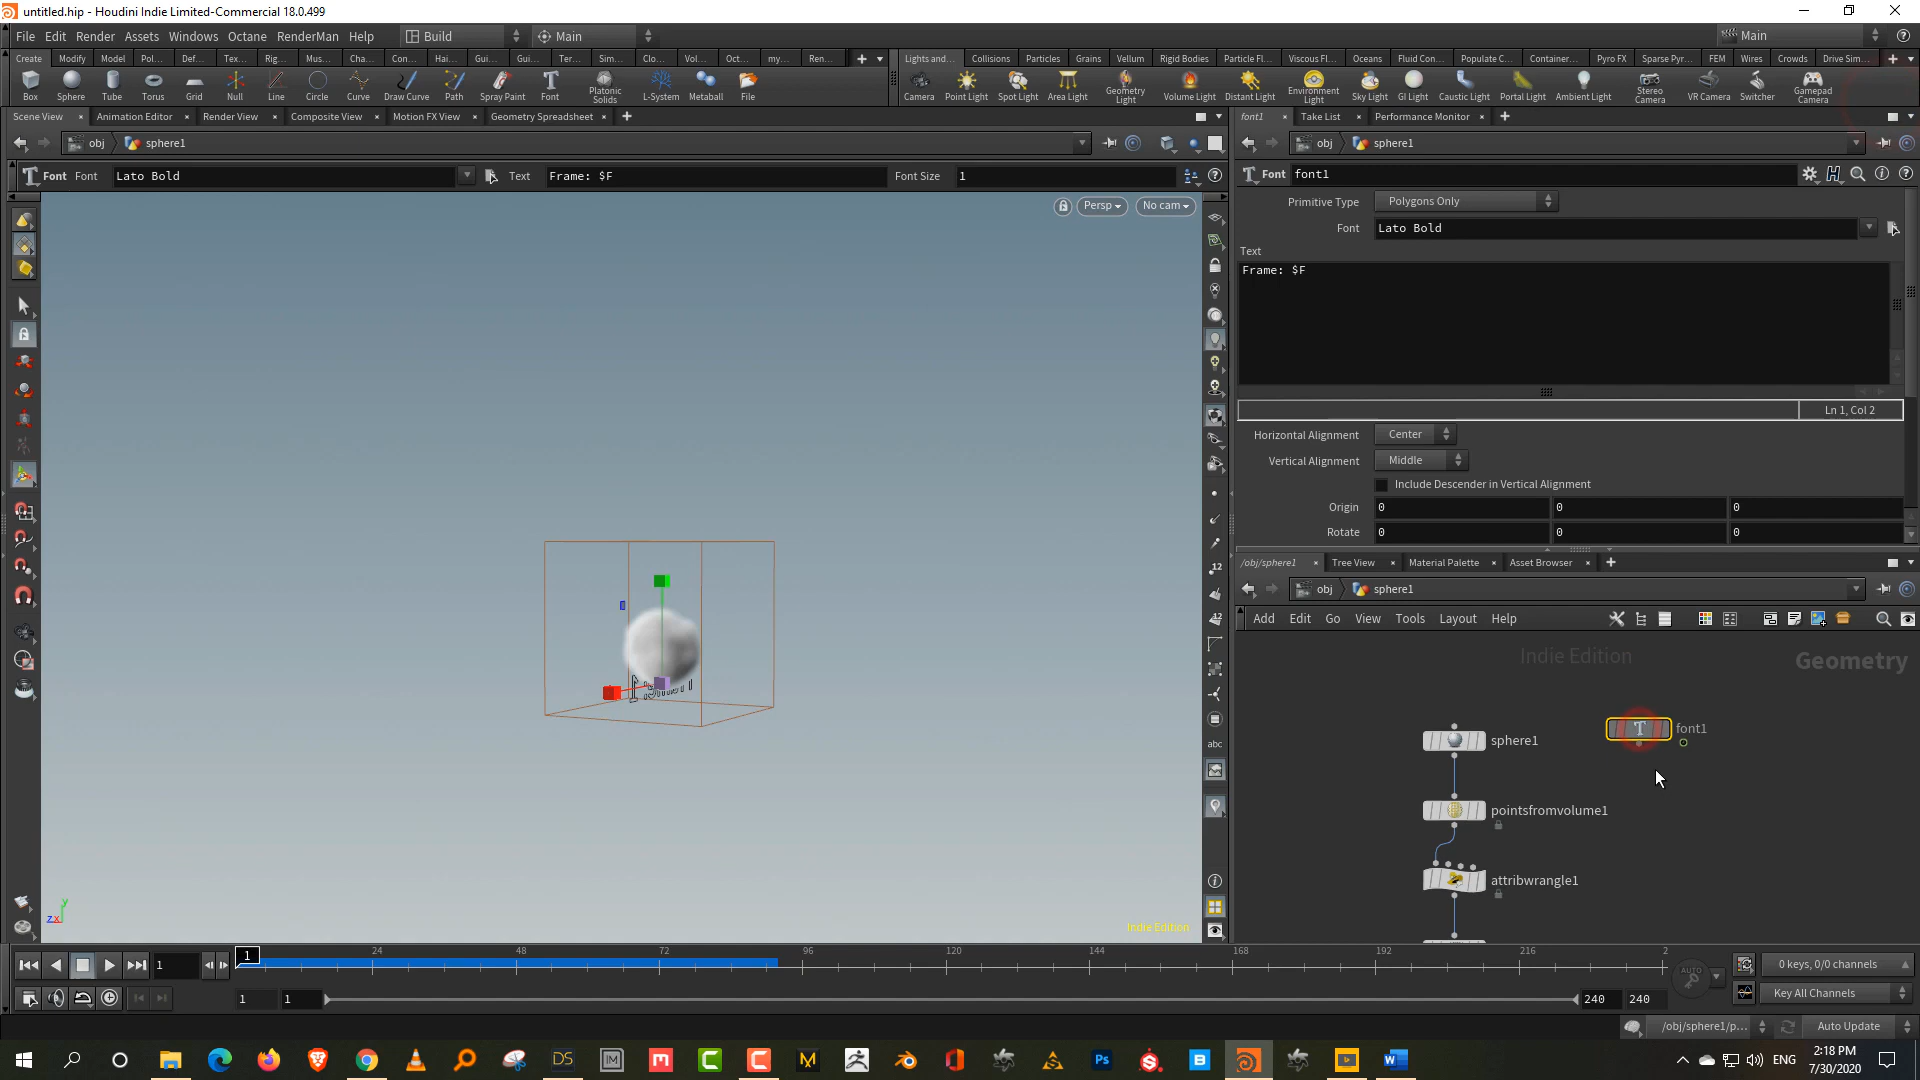 untitled.hip - Houdini Indie Limited-Commercial 18.0.499
File Edit Render Assets Windows Octane RenderMan Help Build Main Main
Create Modify Model Pol... Def... Tex... Rig... Mus... Cha... Con... Hai... Gui... Gui... Ter... Sim... Clo... Vol... Oct... my... Ren...
Lights and... Collisions Particles Grains Vellum Rigid Bodies Particle Fl... Viscous Fl... Oceans Fluid Con... Populate C... Container... Pyro FX Sparse Pyr... FEM Wires Crowds Drive Sim...
Box Sphere Tube Torus Grid Null Line Circle Curve Draw Curve Path Spray Paint Font Platonic Solids L-System Metaball File
Camera Point Light Spot Light Area Light Geometry Light Volume Light Distant Light Environment Light Sky Light GI Light Caustic Light Portal Light Ambient Light Stereo Camera VR Camera Switcher Gamepad Camera
Scene View Animation Editor Render View Composite View Motion FX View Geometry Spreadsheet
font1 Take List Performance Monitor
obj sphere1
obj sphere1
Font Font Lato Bold Text Frame: $F Font Size 1
Font font1
Persp No cam
Primitive Type Polygons Only
Font Lato Bold
Text
Frame: $F
Ln 1, Col 2
Horizontal Alignment Center
Vertical Alignment Middle
Include Descender in Vertical Alignment
Origin 0 0 0
Rotate 0 0 0
/obj/sphere1 Tree View Material Palette Asset Browser
obj sphere1
Add Edit Go View Tools Layout Help
Indie Edition Geometry
sphere1
font1
pointsfromvolume1
attribwrangle1
abc
12
12
y
z x
Indie Edition
1 1 24 48 72 96 120 144 168 192 216 2
1 1 240 240
AUTO
0 keys, 0/0 channels
Key All Channels
/obj/sphere1/p... Auto Update
ENG
2:18 PM
7/30/2020